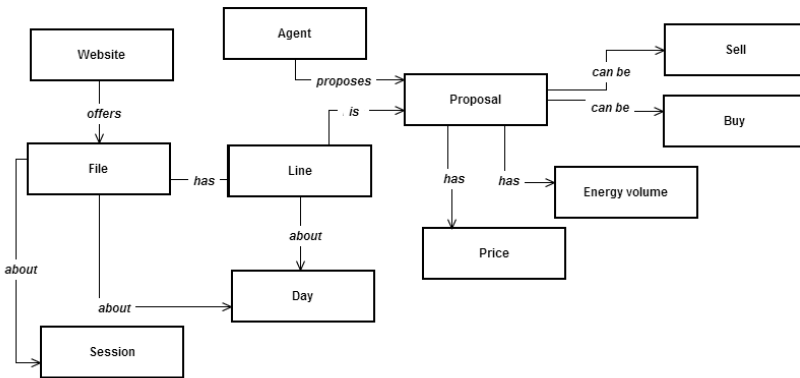 Agent
Website
Sell
proposes
can be
Proposal
offers
is
can be
Buy
File
has
Line
has
has
Energy volume
about
Price
about
about
Day
Session